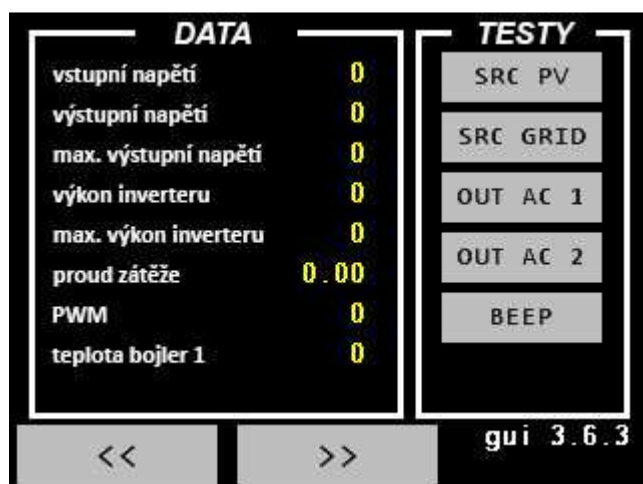 DATA
vstupní napětí 0
výstupní napětí 0
max. výstupní napětí 0
výkon inverteru 0
max. výkon inverteru 0
proud zátěže 0.00
PWM 0
teplota bojler 1 0
TESTY
SRC PV
SRC GRID
OUT AC 1
OUT AC 2
BEEP
<< >>
gui 3.6.3